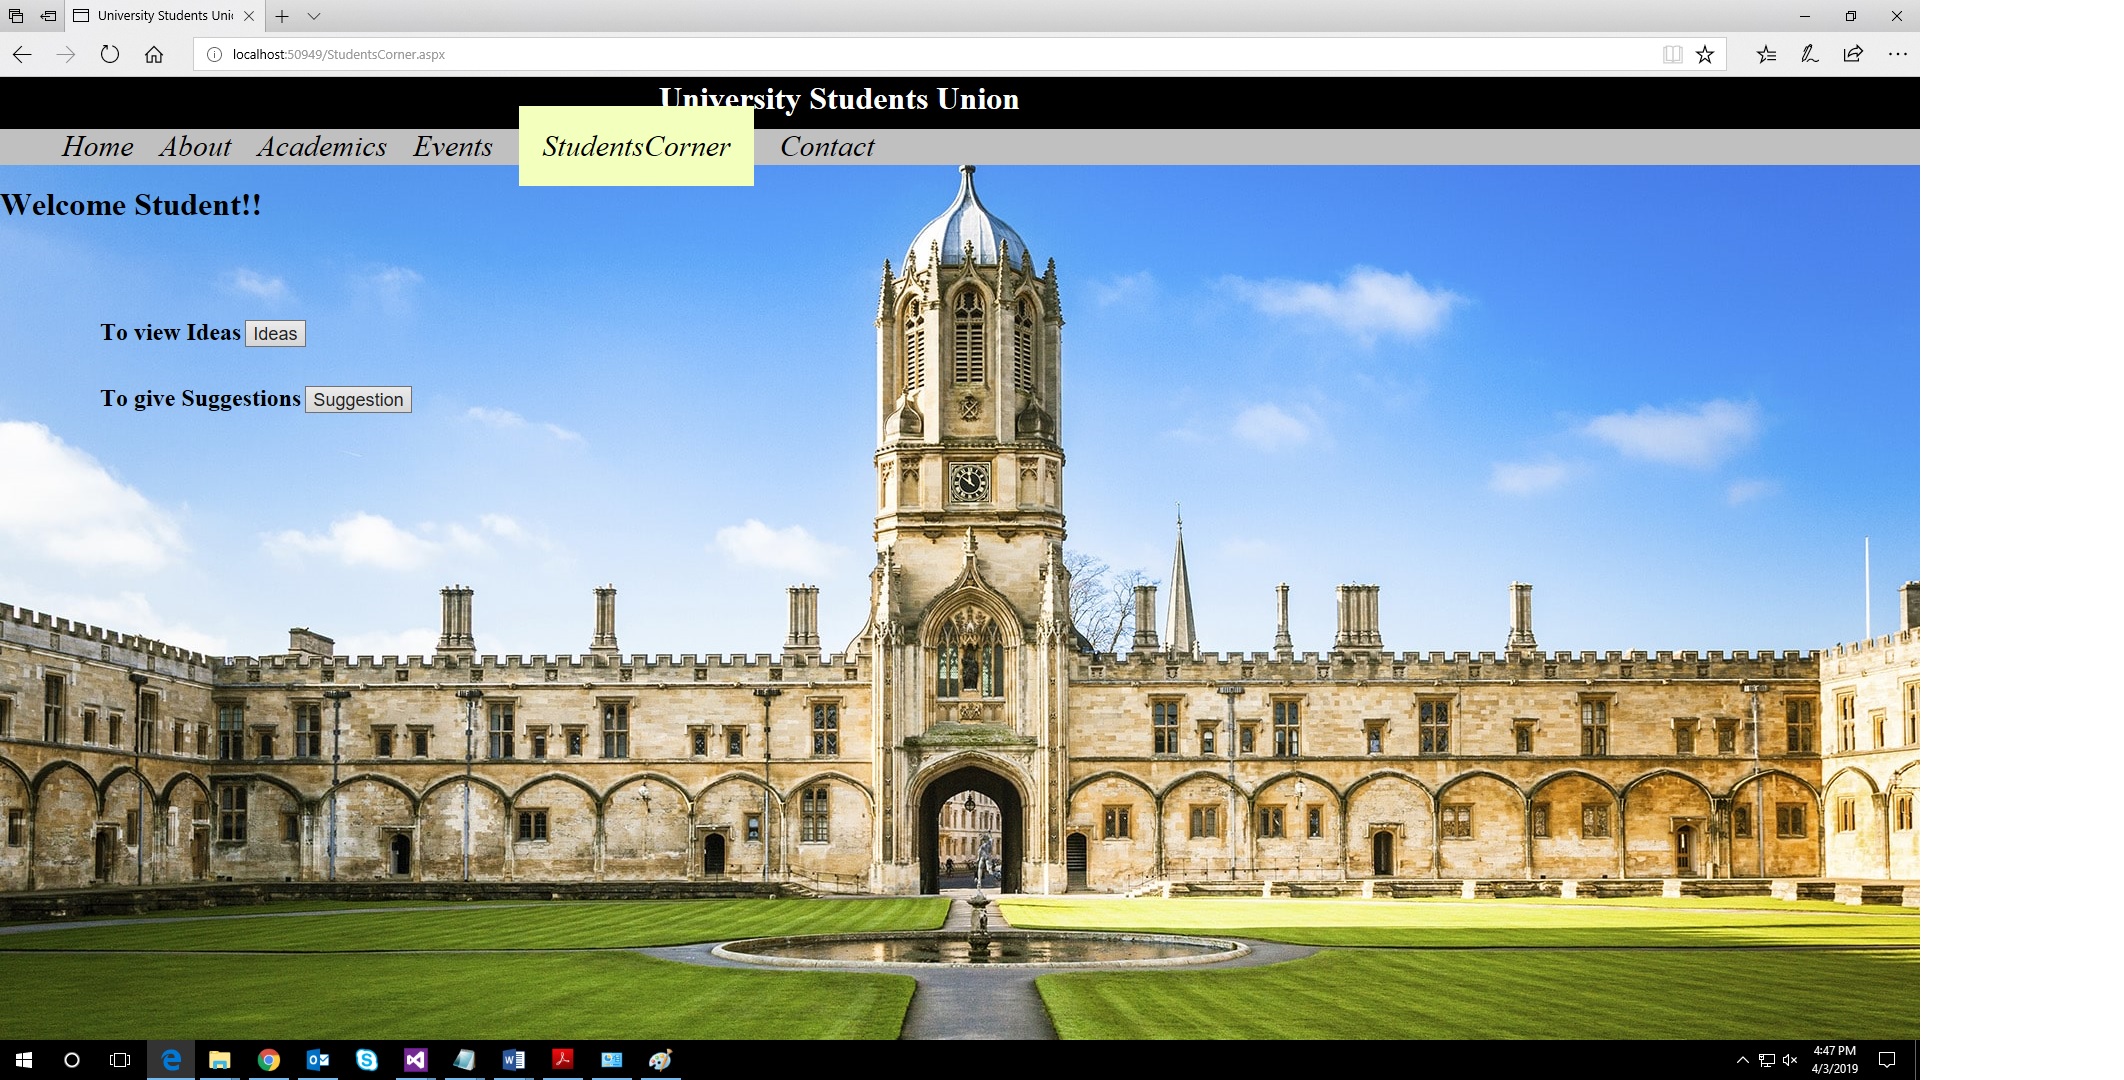 University Students Uni
localhost:50949/StudentsCorner.aspx
University Students Union
Home About Academics Events StudentsCorner Contact
Welcome Student!!
To view Ideas Ideas
To give Suggestions Suggestion
4:47 PM
4/3/2019